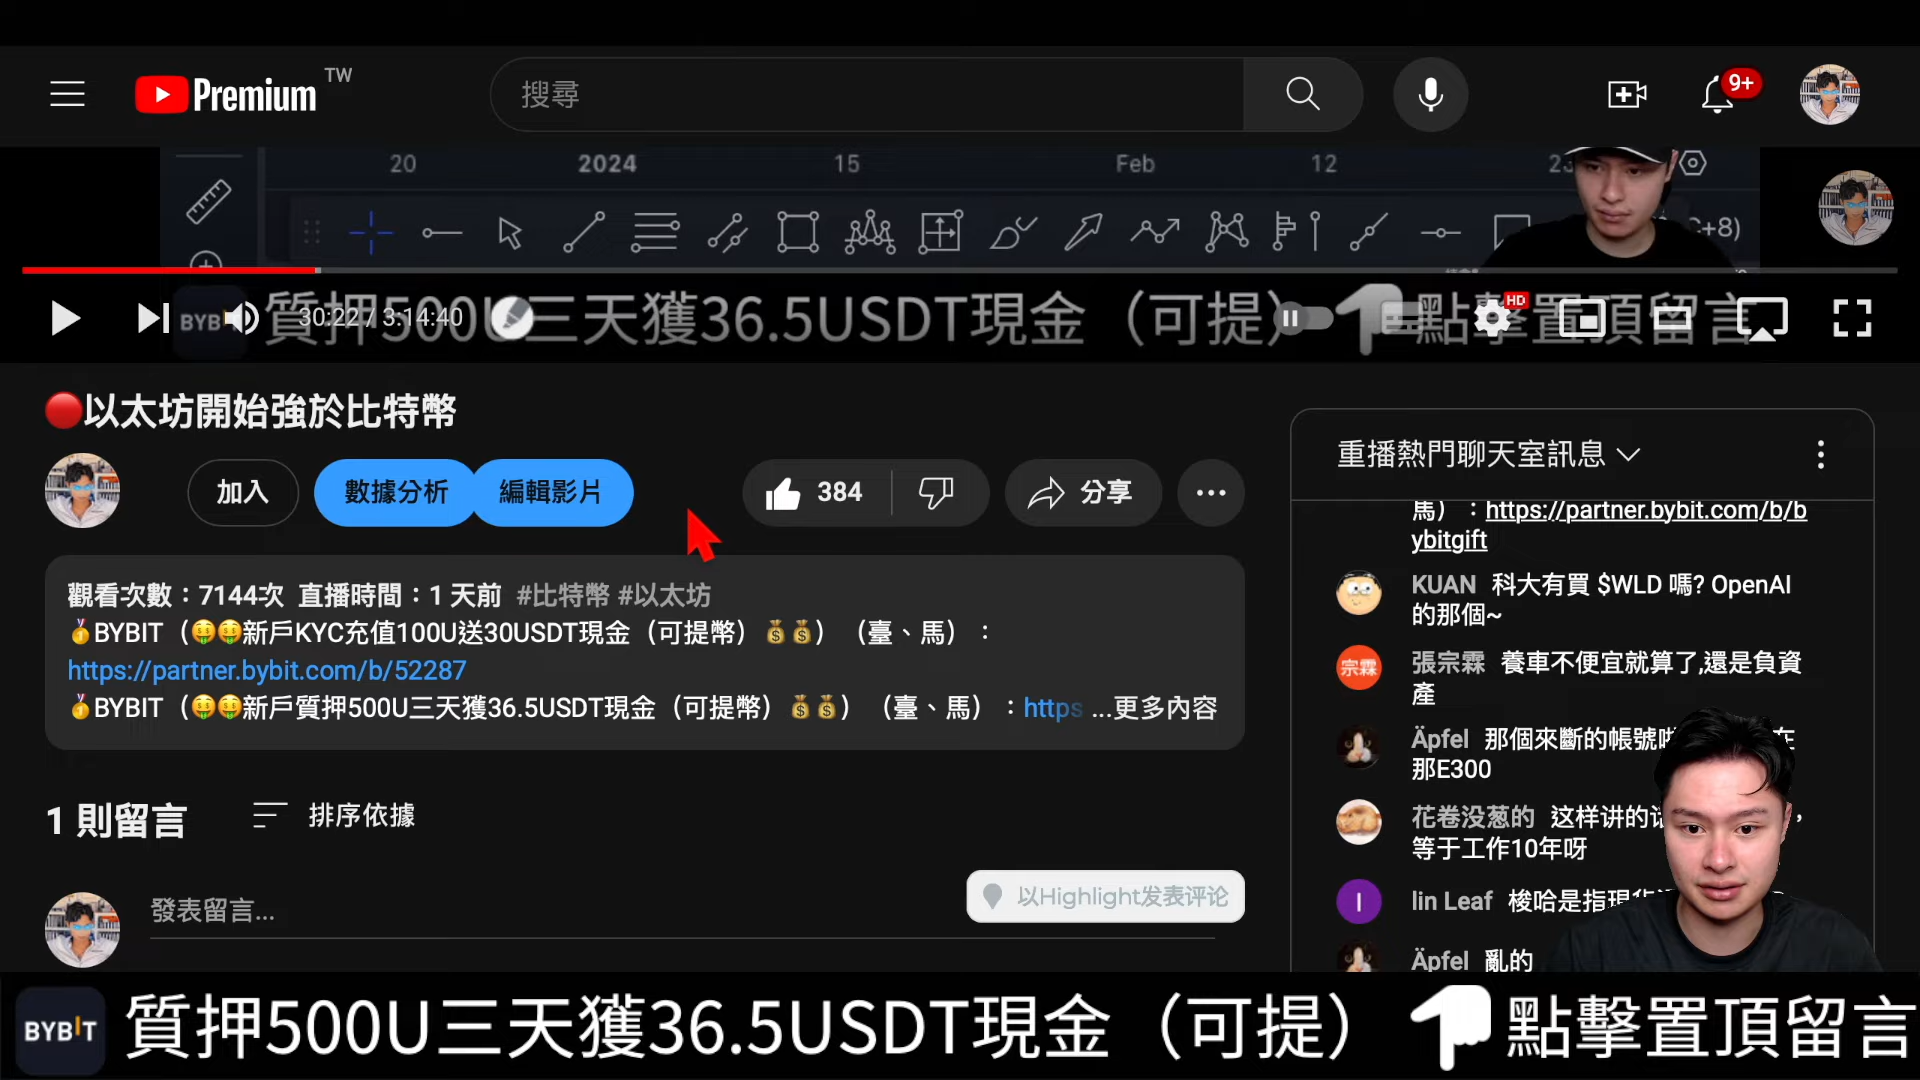 Premium TW
搜尋
9+
20 2024 15 Feb 12
+8)
30:22 / 3:14:40
HD
BYB
質押500U三天獲36.5USDT現金（可提）
點擊置頂留言
🔴以太坊開始強於比特幣
加入
數據分析
編輯影片
384
分享
觀看次數：7144次 直播時間：1 天前 #比特幣 #以太坊
🥇BYBIT（🤑🤑新戶KYC充值100U送30USDT現金（可提幣）💰💰）（臺、馬）：
https://partner.bybit.com/b/52287
🥇BYBIT（🤑🤑新戶質押500U三天獲36.5USDT現金（可提幣）💰💰）（臺、馬）：https ...更多內容
1 則留言
排序依據
發表留言...
以Highlight发表评论
重播熱門聊天室訊息
馬）：https://partner.bybit.com/b/b
ybitgift
KUAN 科大有買 $WLD 嗎? OpenAI
的那個~
宗霖
張宗霖 養車不便宜就算了,還是負資
產
Äpfel 那個來斷的帳號
在
那E300
花卷没葱的 这样讲的
，
等于工作10年呀
l
lin Leaf 梭哈是指現
Äpfel 亂的
BYBIT
質押500U三天獲36.5USDT現金（可提）
點擊置頂留言